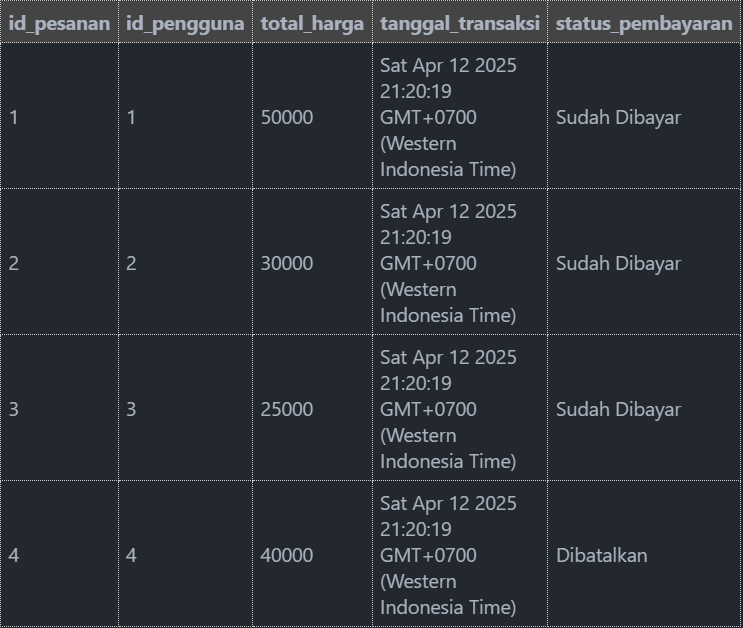 id_pesanan id_pengguna total_harga tanggal_transaksi status_pembayaran
Sat Apr 12 2025
21:20:19
1 1 50000 GMT+0700 Sudah Dibayar
(Western
Indonesia Time)
Sat Apr 12 2025
21:20:19
2 2 30000 GMT+0700 Sudah Dibayar
(Western
Indonesia Time)
Sat Apr 12 2025
21:20:19
3 3 25000 GMT+0700 Sudah Dibayar
(Western
Indonesia Time)
Sat Apr 12 2025
21:20:19
4 4 40000 GMT+0700 Dibatalkan
(Western
Indonesia Time)